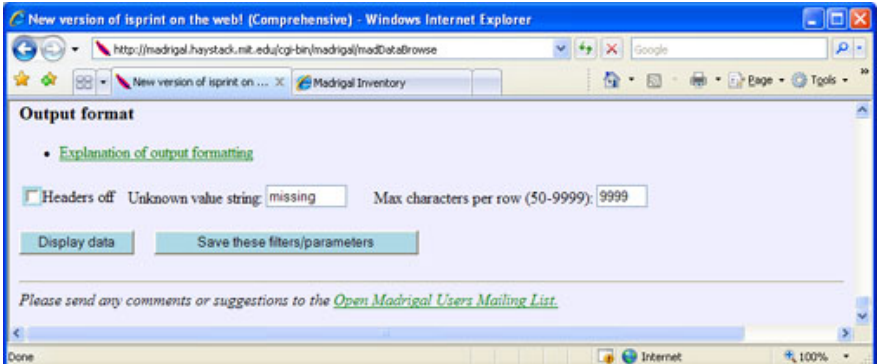 New version of isprint on the web! (Comprehensive) - Windows Internet Explorer
http://madrigal.haystack.mit.edu/cgi-bin/madrigal/madDataBrowse
Google
New version of isprint on ... X Madrigal Inventory
Page Tools »
Output format
• Explanation of output formatting
Headers off Unknown value string: missing Max characters per row (50-9999): 9999
Display data Save these filters/parameters
Please send any comments or suggestions to the Open Madrigal Users Mailing List.
Done Internet 100%